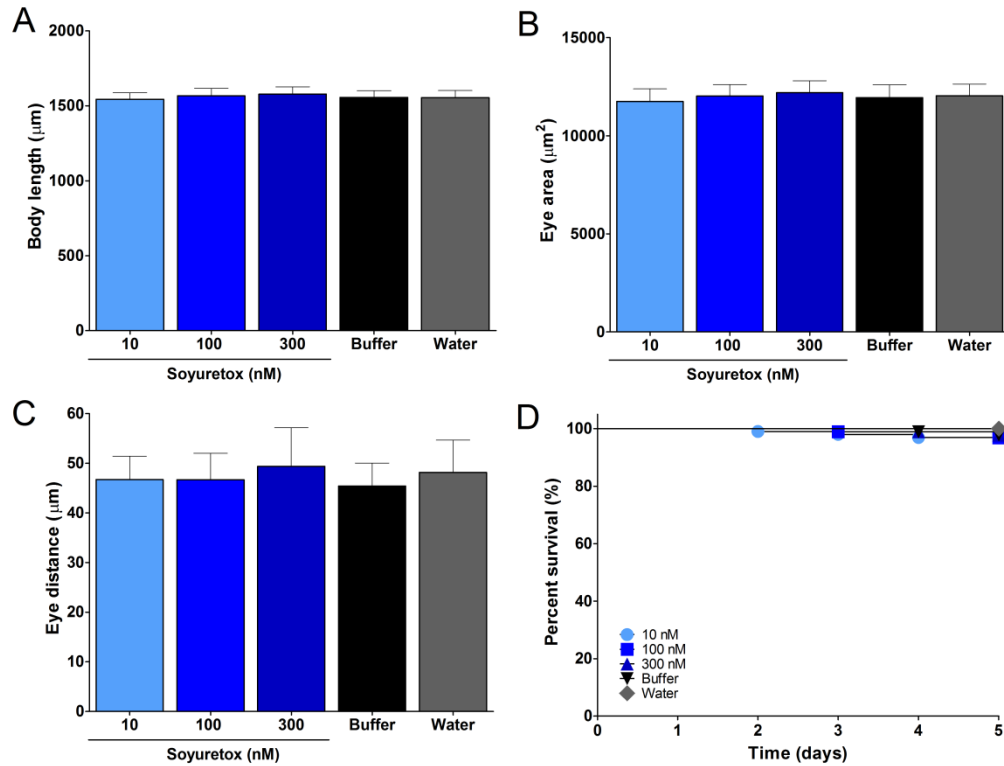 A
2000
1500
1000
500
0
Body length (μm)
10 100 300 Buffer Water
Soyuretox (nM)
B
15000
10000
5000
0
Eye area (μm²)
10 100 300 Buffer Water
Soyuretox (nM)
C
60
50
40
30
20
10
0
Eye distance (μm)
10 100 300 Buffer Water
Soyuretox (nM)
D
100
80
60
40
20
0
Percent survival (%)
10 nM
100 nM
300 nM
Buffer
Water
0 1 2 3 4 5
Time (days)